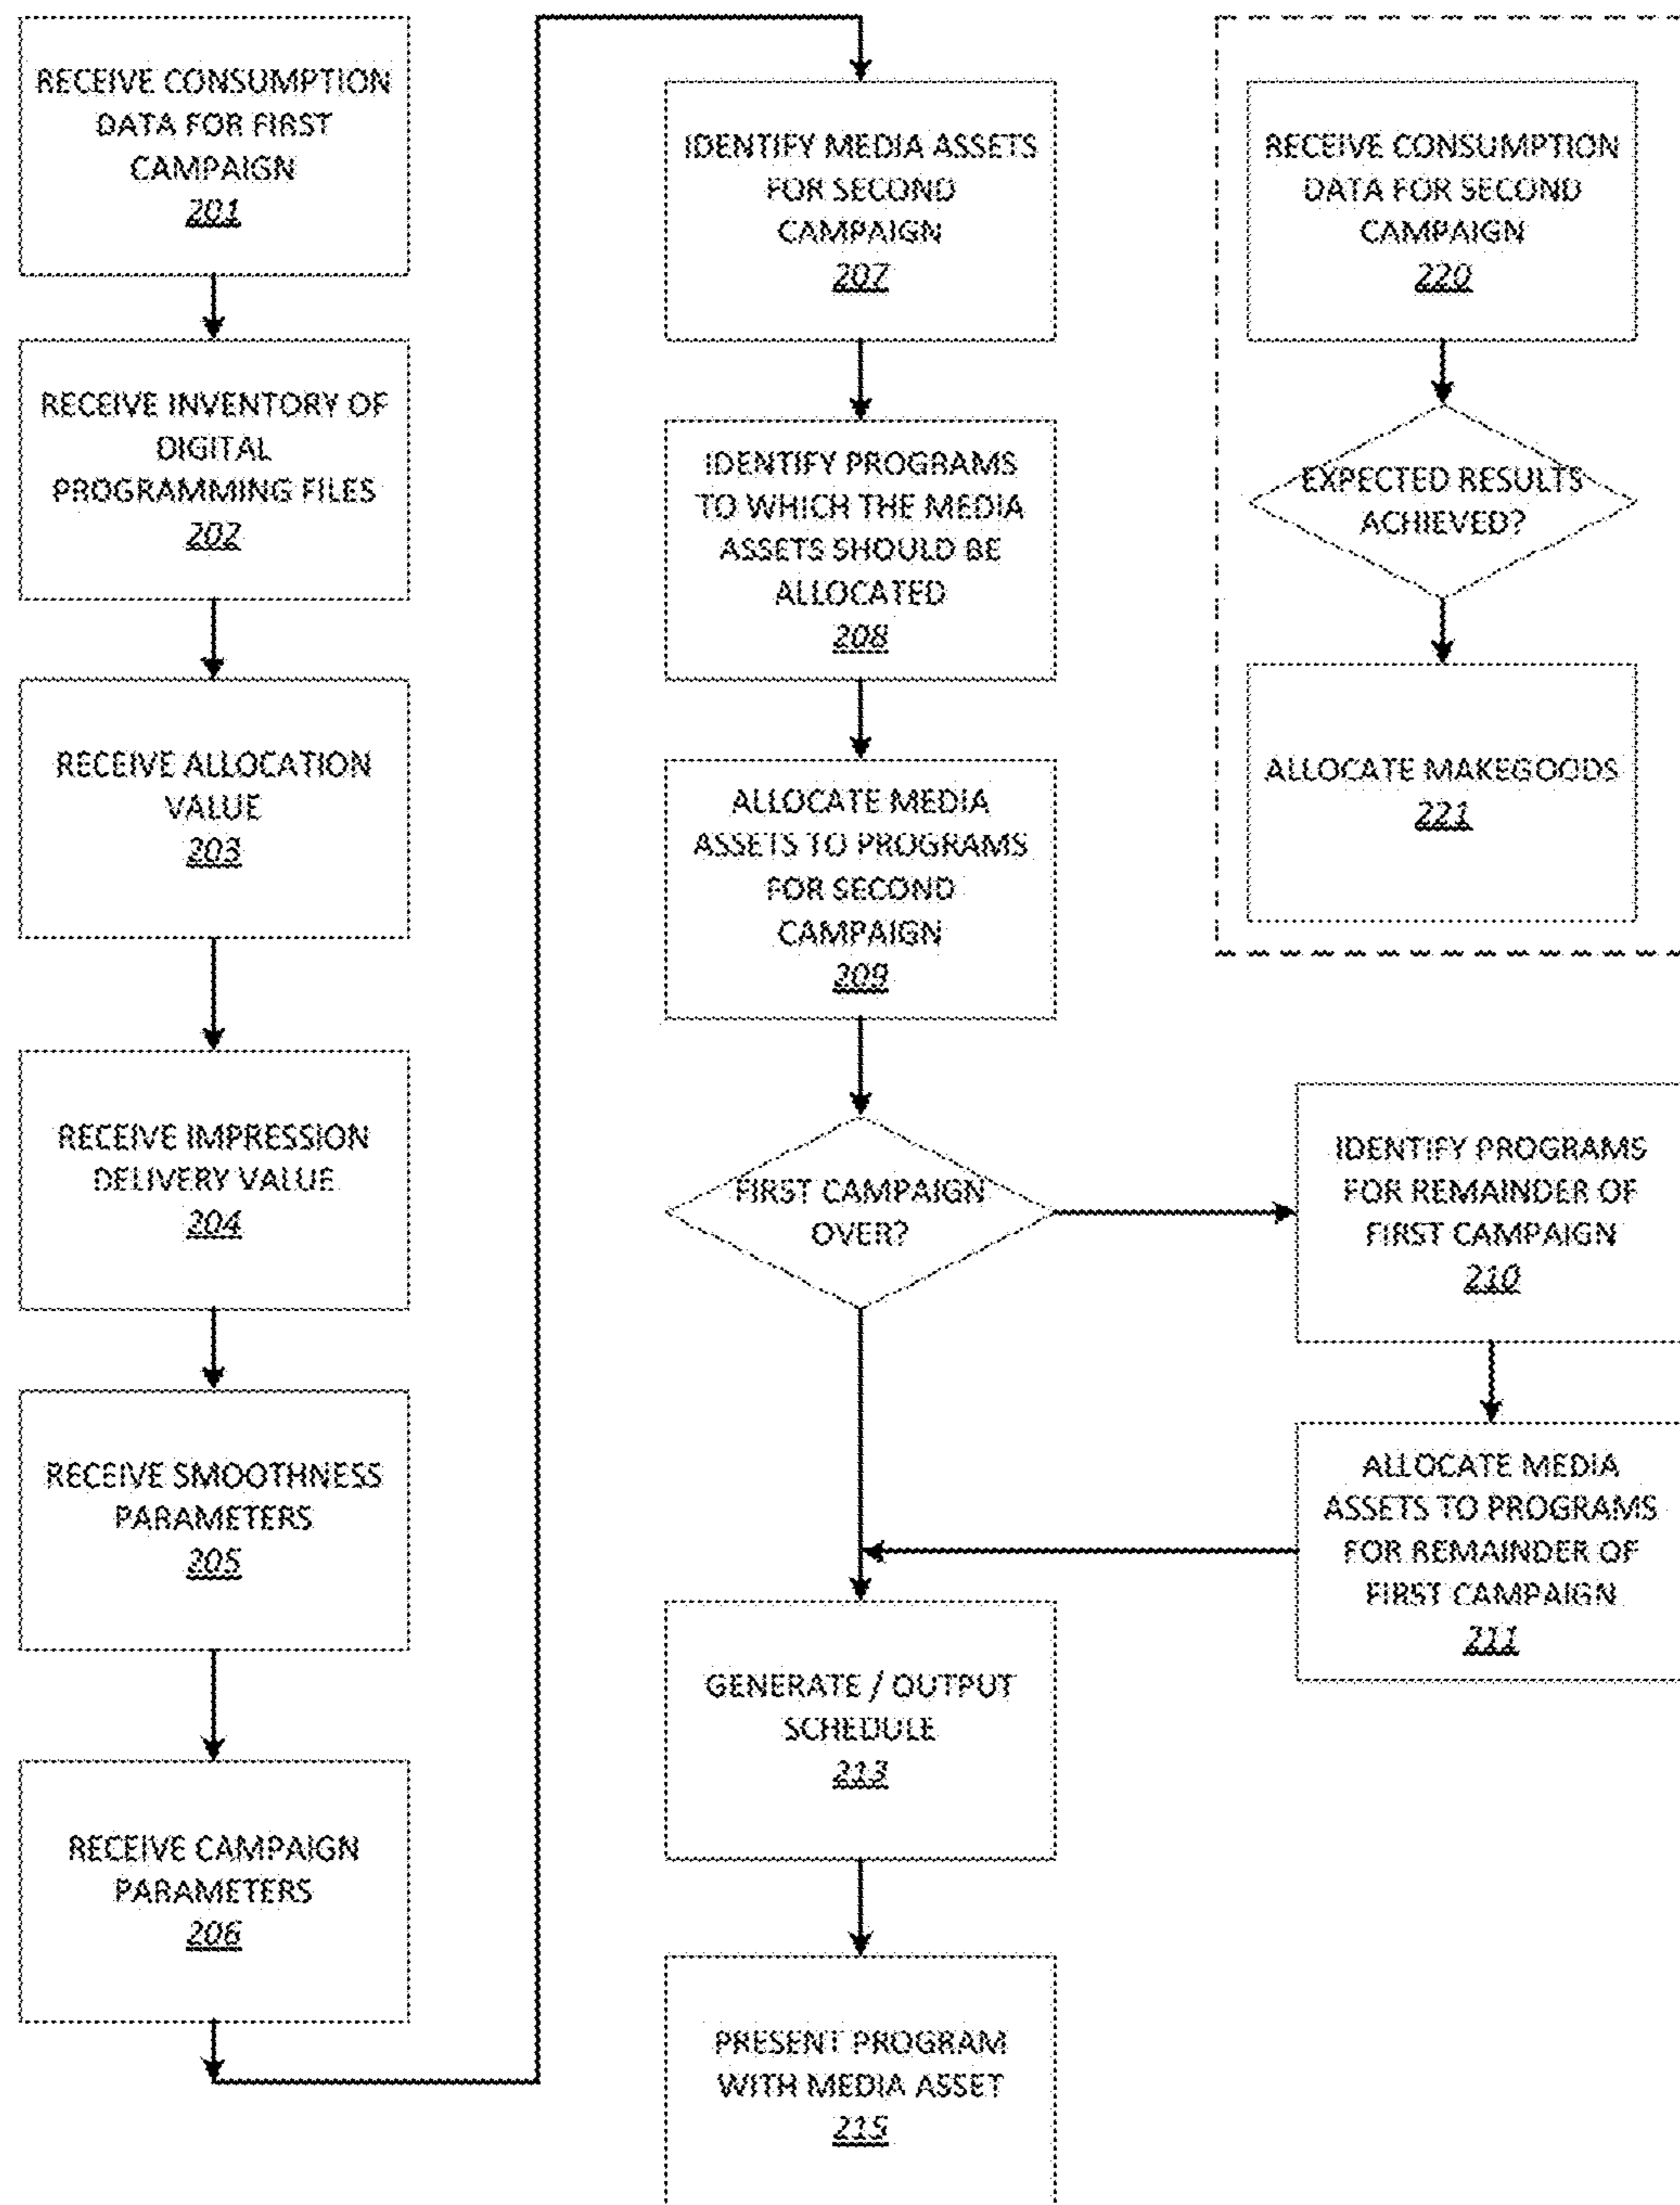 RECEIVE CONSUMPTION
DATA FOR FIRST
CAMPAIGN
201
RECEIVE INVENTORY OF
DIGITAL
PROGRAMMING FILES
202
RECEIVE ALLOCATION
VALUE
203
RECEIVE IMPRESSION
DELIVERY VALUE
204
RECEIVE SMOOTHNESS
PARAMETERS
205
RECEIVE CAMPAIGN
PARAMETERS
206
IDENTIFY MEDIA ASSETS
FOR SECOND
CAMPAIGN
207
IDENTIFY PROGRAMS
TO WHICH THE MEDIA
ASSETS SHOULD BE
ALLOCATED
208
ALLOCATE MEDIA
ASSETS TO PROGRAMS
FOR SECOND
CAMPAIGN
209
FIRST CAMPAIGN
OVER?
IDENTIFY PROGRAMS
FOR REMAINDER OF
FIRST CAMPAIGN
210
ALLOCATE MEDIA
ASSETS TO PROGRAMS
FOR REMAINDER OF
FIRST CAMPAIGN
211
GENERATE / OUTPUT
SCHEDULE
213
PRESENT PROGRAM
WITH MEDIA ASSET
215
RECEIVE CONSUMPTION
DATA FOR SECOND
CAMPAIGN
220
EXPECTED RESULTS
ACHIEVED?
ALLOCATE MAKEGOODS
221